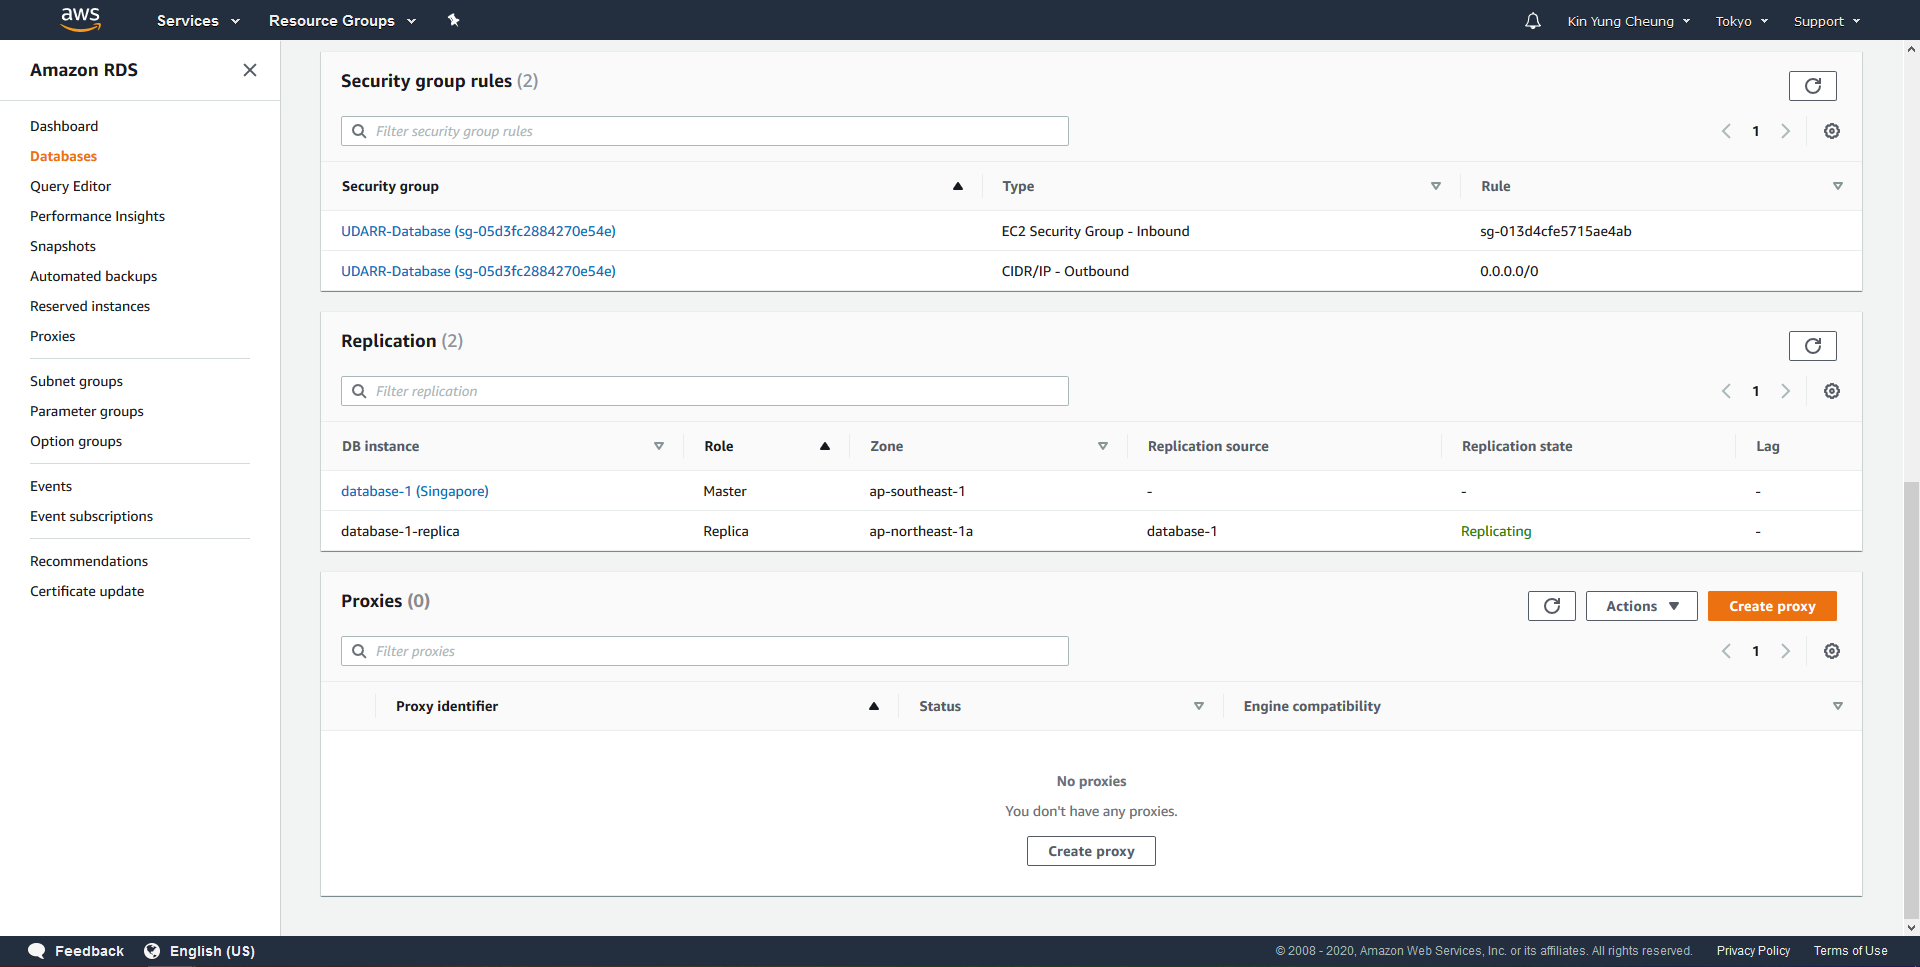 aws Services Resource Groups Kin Yung Cheung Tokyo Support
Amazon RDS
Dashboard
Databases
Query Editor
Performance Insights
Snapshots
Automated backups
Reserved instances
Proxies
Subnet groups
Parameter groups
Option groups
Events
Event subscriptions
Recommendations
Certificate update
Security group rules (2)
Filter security group rules
1
Security group Type Rule
UDARR-Database (sg-05d3fc2884270e54e) EC2 Security Group - Inbound sg-013d4cfe5715ae4ab
UDARR-Database (sg-05d3fc2884270e54e) CIDR/IP - Outbound 0.0.0.0/0
Replication (2)
Filter replication
1
DB instance Role Zone Replication source Replication state Lag
database-1 (Singapore) Master ap-southeast-1 - - -
database-1-replica Replica ap-northeast-1a database-1 Replicating -
Proxies (0)
Actions Create proxy
Filter proxies
1
Proxy identifier Status Engine compatibility
No proxies
You don't have any proxies.
Create proxy
Feedback English (US) © 2008 - 2020, Amazon Web Services, Inc. or its affiliates. All rights reserved. Privacy Policy Terms of Use